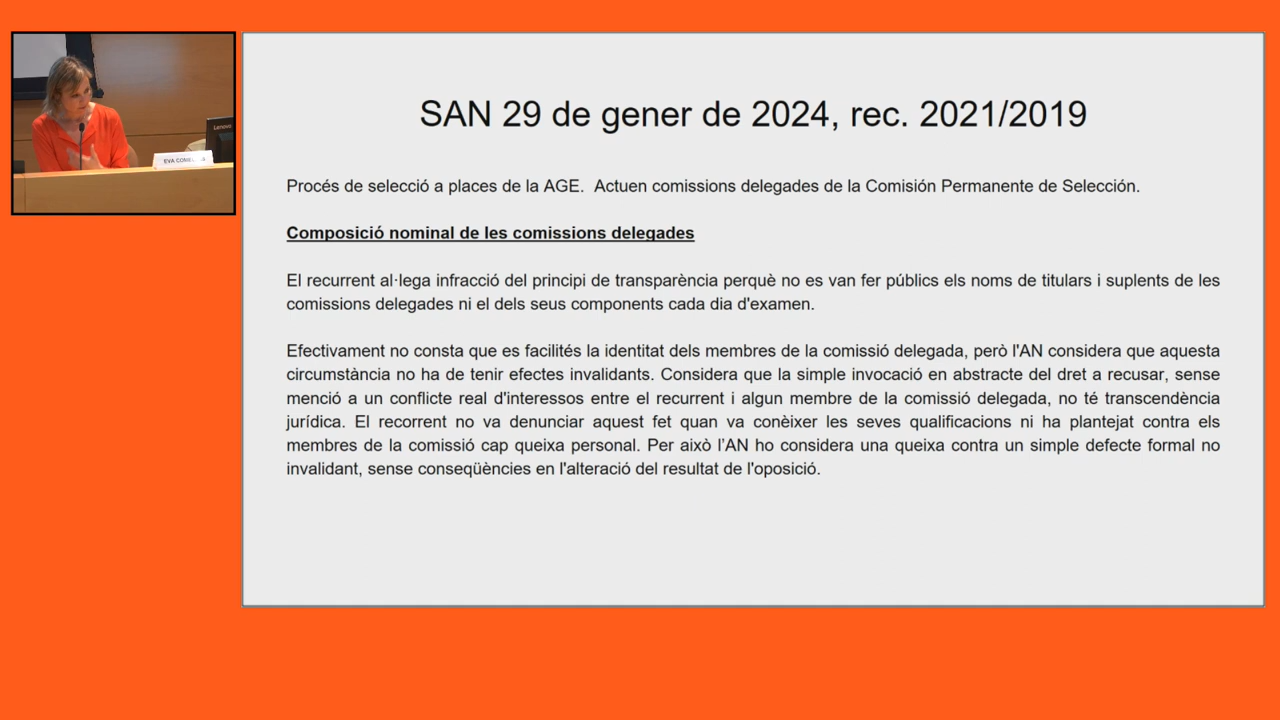 Lenovo
EVA
SAN 29 de gener de 2024, rec. 2021/2019
Procés de selecció a places de la AGE. Actuen comissions delegades de la Comisión Permanente de Selección.
Composició nominal de les comissions delegades
El recurrent al·lega infracció del principi de transparència perquè no es van fer públics els noms de titulars i suplents de les
comissions delegades ni el dels seus components cada dia d'examen.
Efectivament no consta que es facilités la identitat dels membres de la comissió delegada, però l'AN considera que aquesta
circumstància no ha de tenir efectes invalidants. Considera que la simple invocació en abstracte del dret a recusar, sense
menció a un conflicte real d'interessos entre el recurrent i algun membre de la comissió delegada, no té transcendència
jurídica. El recorrent no va denunciar aquest fet quan va conèixer les seves qualificacions ni ha plantejat contra els
membres de la comissió cap queixa personal. Per això l’AN ho considera una queixa contra un simple defecte formal no
invalidant, sense conseqüències en l'alteració del resultat de l'oposició.